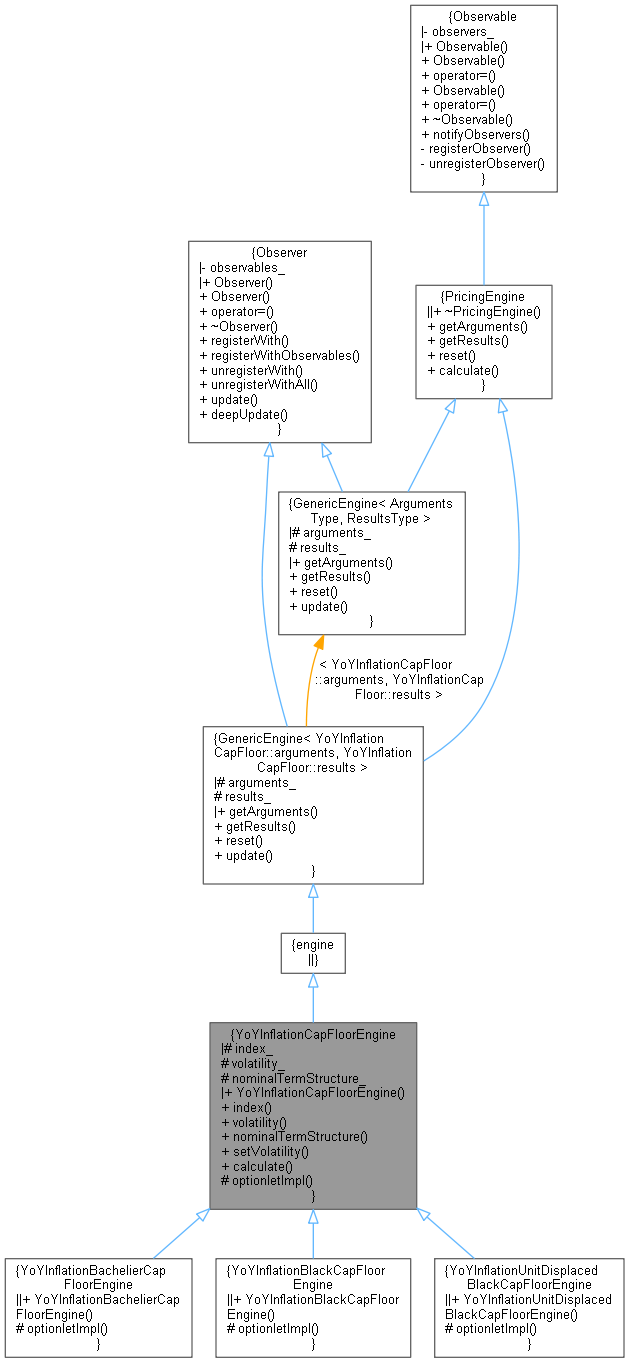 {Observable
|- observers_
|+ Observable()
+ Observable()
+ operator=()
+ Observable()
+ operator=()
+ ~Observable()
+ notifyObservers()
- registerObserver()
- unregisterObserver()
}
{Observer
|- observables_
|+ Observer()
+ Observer()
+ operator=()
+ ~Observer()
+ registerWith()
+ registerWithObservables()
+ unregisterWith()
+ unregisterWithAll()
+ update()
+ deepUpdate()
}
{PricingEngine
||+ ~PricingEngine()
+ getArguments()
+ getResults()
+ reset()
+ calculate()
}
{GenericEngine< Arguments
Type, ResultsType >
|# arguments_
# results_
|+ getArguments()
+ getResults()
+ reset()
+ update()
}
< YoYInflationCapFloor
::arguments, YoYInflationCap
Floor::results >
{GenericEngine< YoYInflation
CapFloor::arguments, YoYInflation
CapFloor::results >
|# arguments_
# results_
|+ getArguments()
+ getResults()
+ reset()
+ update()
}
{engine
||}
{YoYInflationCapFloorEngine
|# index_
# volatility_
# nominalTermStructure_
|+ YoYInflationCapFloorEngine()
+ index()
+ volatility()
+ nominalTermStructure()
+ setVolatility()
+ calculate()
# optionletImpl()
}
{YoYInflationBachelierCap
FloorEngine
||+ YoYInflationBachelierCap
FloorEngine()
# optionletImpl()
}
{YoYInflationBlackCapFloor
Engine
||+ YoYInflationBlackCapFloor
Engine()
# optionletImpl()
}
{YoYInflationUnitDisplaced
BlackCapFloorEngine
||+ YoYInflationUnitDisplaced
BlackCapFloorEngine()
# optionletImpl()
}